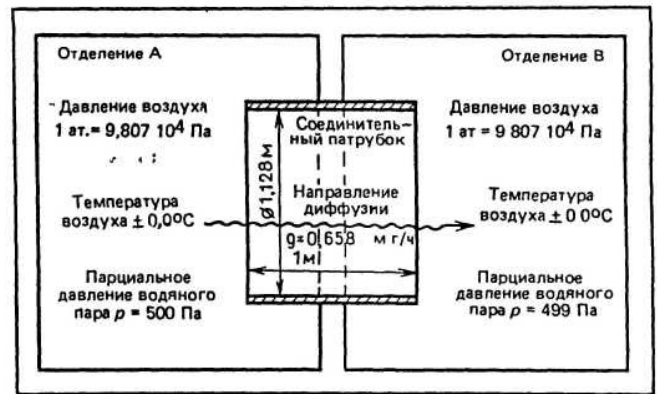 Отделение А
Давление воздуха
1 ат.= 9,807 10⁴ Па
Температура
воздуха ± 0,0°С
Парциальное
давление водяного
пара p = 500 Па
Соединитель-
ный патрубок
ø1,128м
Направление
диффузии
g=0,658 м г/ч
1м
Отделение В
Давление воздуха
1 ат = 9 807 10⁴ Па
Температура
воздуха ± 0 0°С
Парциальное
давление водяного
пара p = 499 Па